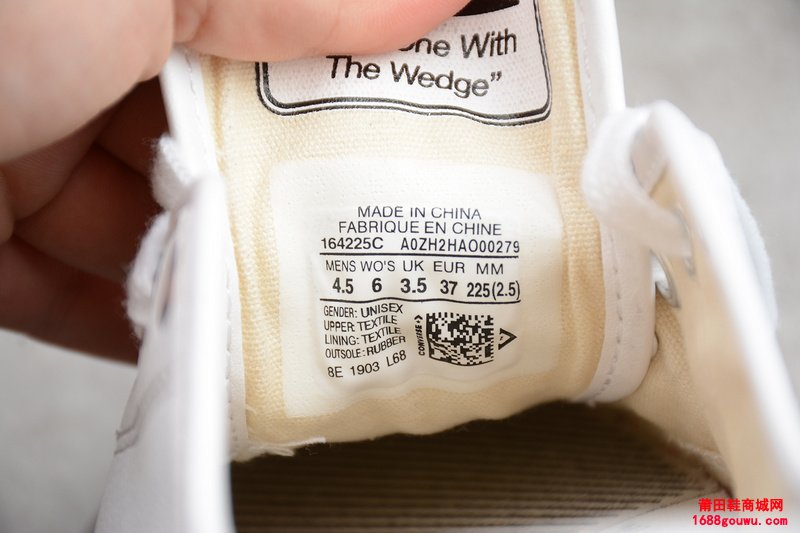 One With
The Wedge”
MADE IN CHINA
FABRIQUE EN CHINE
164225C A0ZH2HAO00279
MENS WO'S UK EUR MM
4.5 6 3.5 37 225(2.5)
GENDER: UNISEX
UPPER: TEXTILE
LINING: TEXTILE
OUTSOLE: RUBBER
8E 1903 L68
CONVERSE
莆田鞋商城网
1688gouwu.com